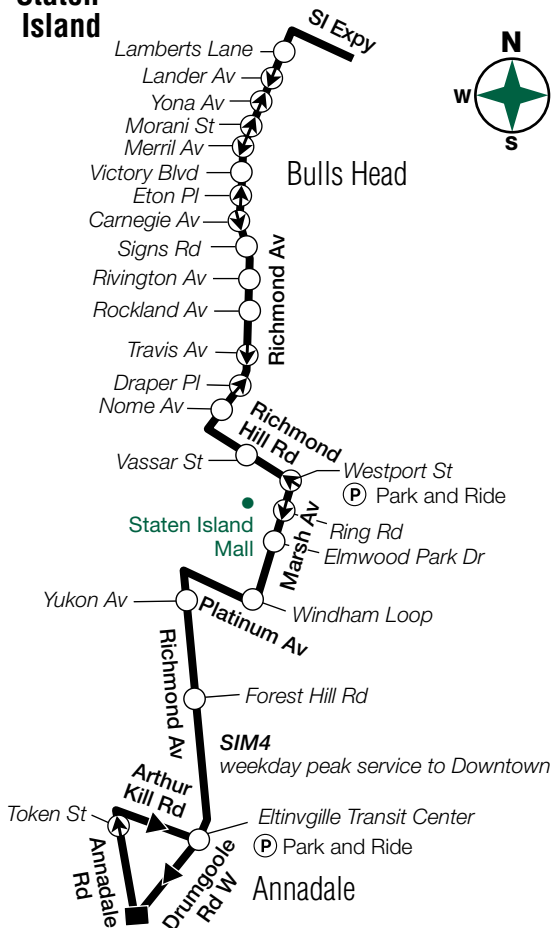 Staten
Island
SI Expy
N
W
S
Lamberts Lane
Lander Av
Yona Av
Morani St
Merril Av
Victory Blvd
Bulls Head
Eton Pl
Carnegie Av
Signs Rd
Rivington Av
Rockland Av
Richmond Av
Travis Av
Draper Pl
Nome Av
Richmond
Hill Rd
Vassar St
Westport St
P Park and Ride
Staten Island
Mall
Marsh Av
Ring Rd
Elmwood Park Dr
Yukon Av
Platinum Av
Windham Loop
Richmond Av
Forest Hill Rd
SIM4
weekday peak service to Downtown
Arthur
Kill Rd
Token St
Eltinvgille Transit Center
P Park and Ride
Annadale
Rd
Drumgoole
Rd W
Annadale